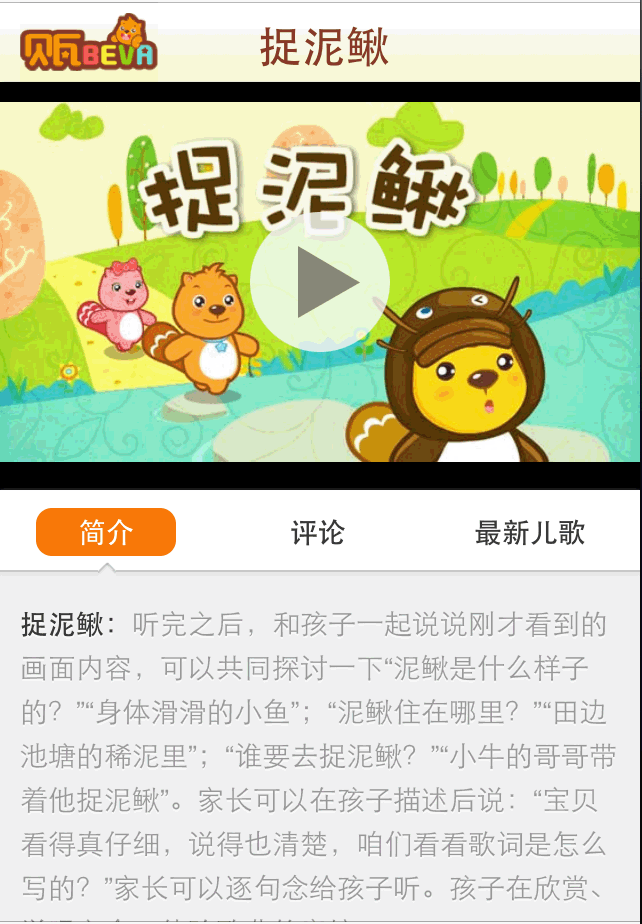 贝瓦BEVA
捉泥鳅
捉泥鳅
简介
评论
最新儿歌
捉泥鳅：听完之后，和孩子一起说说刚才看到的
画面内容，可以共同探讨一下“泥鳅是什么样子
的？”“身体滑滑的小鱼”；“泥鳅住在哪里？”“田边
池塘的稀泥里”；“谁要去捉泥鳅？”“小牛的哥哥带
着他捉泥鳅”。家长可以在孩子描述后说：“宝贝
看得真仔细，说得也清楚，咱们看看歌词是怎么
写的？”家长可以逐句念给孩子听。孩子在欣赏、